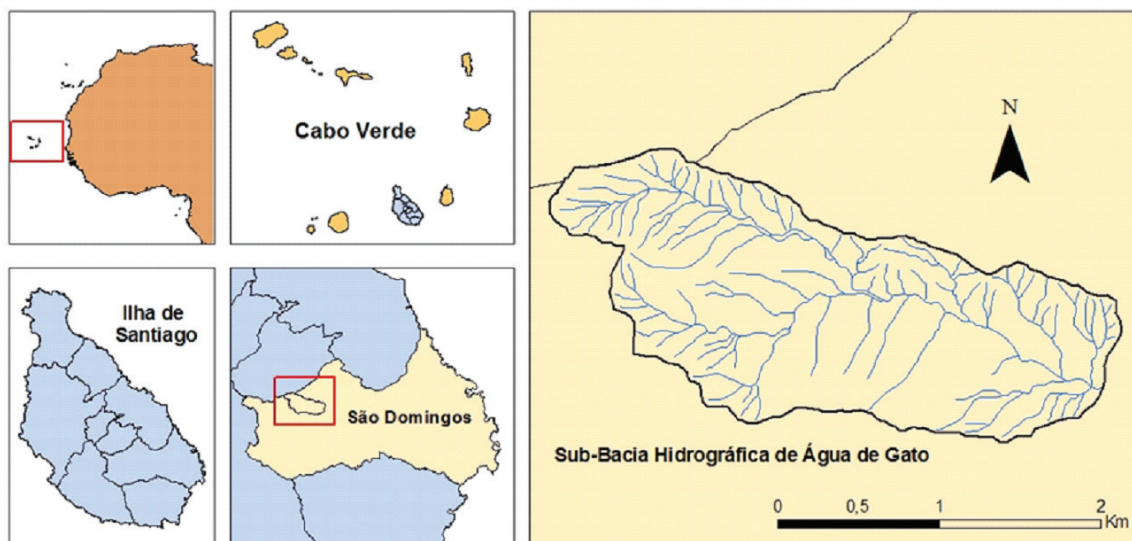 Cabo Verde
N
Ilha de
Santiago
São Domingos
Sub-Bacia Hidrográfica de Água de Gato
0 0,5 1 2
Km